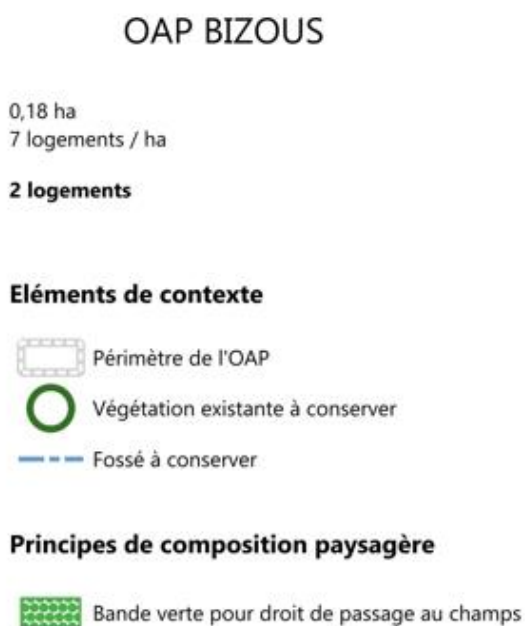 OAP BIZOUS
0,18 ha
7 logements / ha
2 logements
Eléments de contexte
Périmètre de l'OAP
Végétation existante à conserver
Fossé à conserver
Principes de composition paysagère
Bande verte pour droit de passage au champs